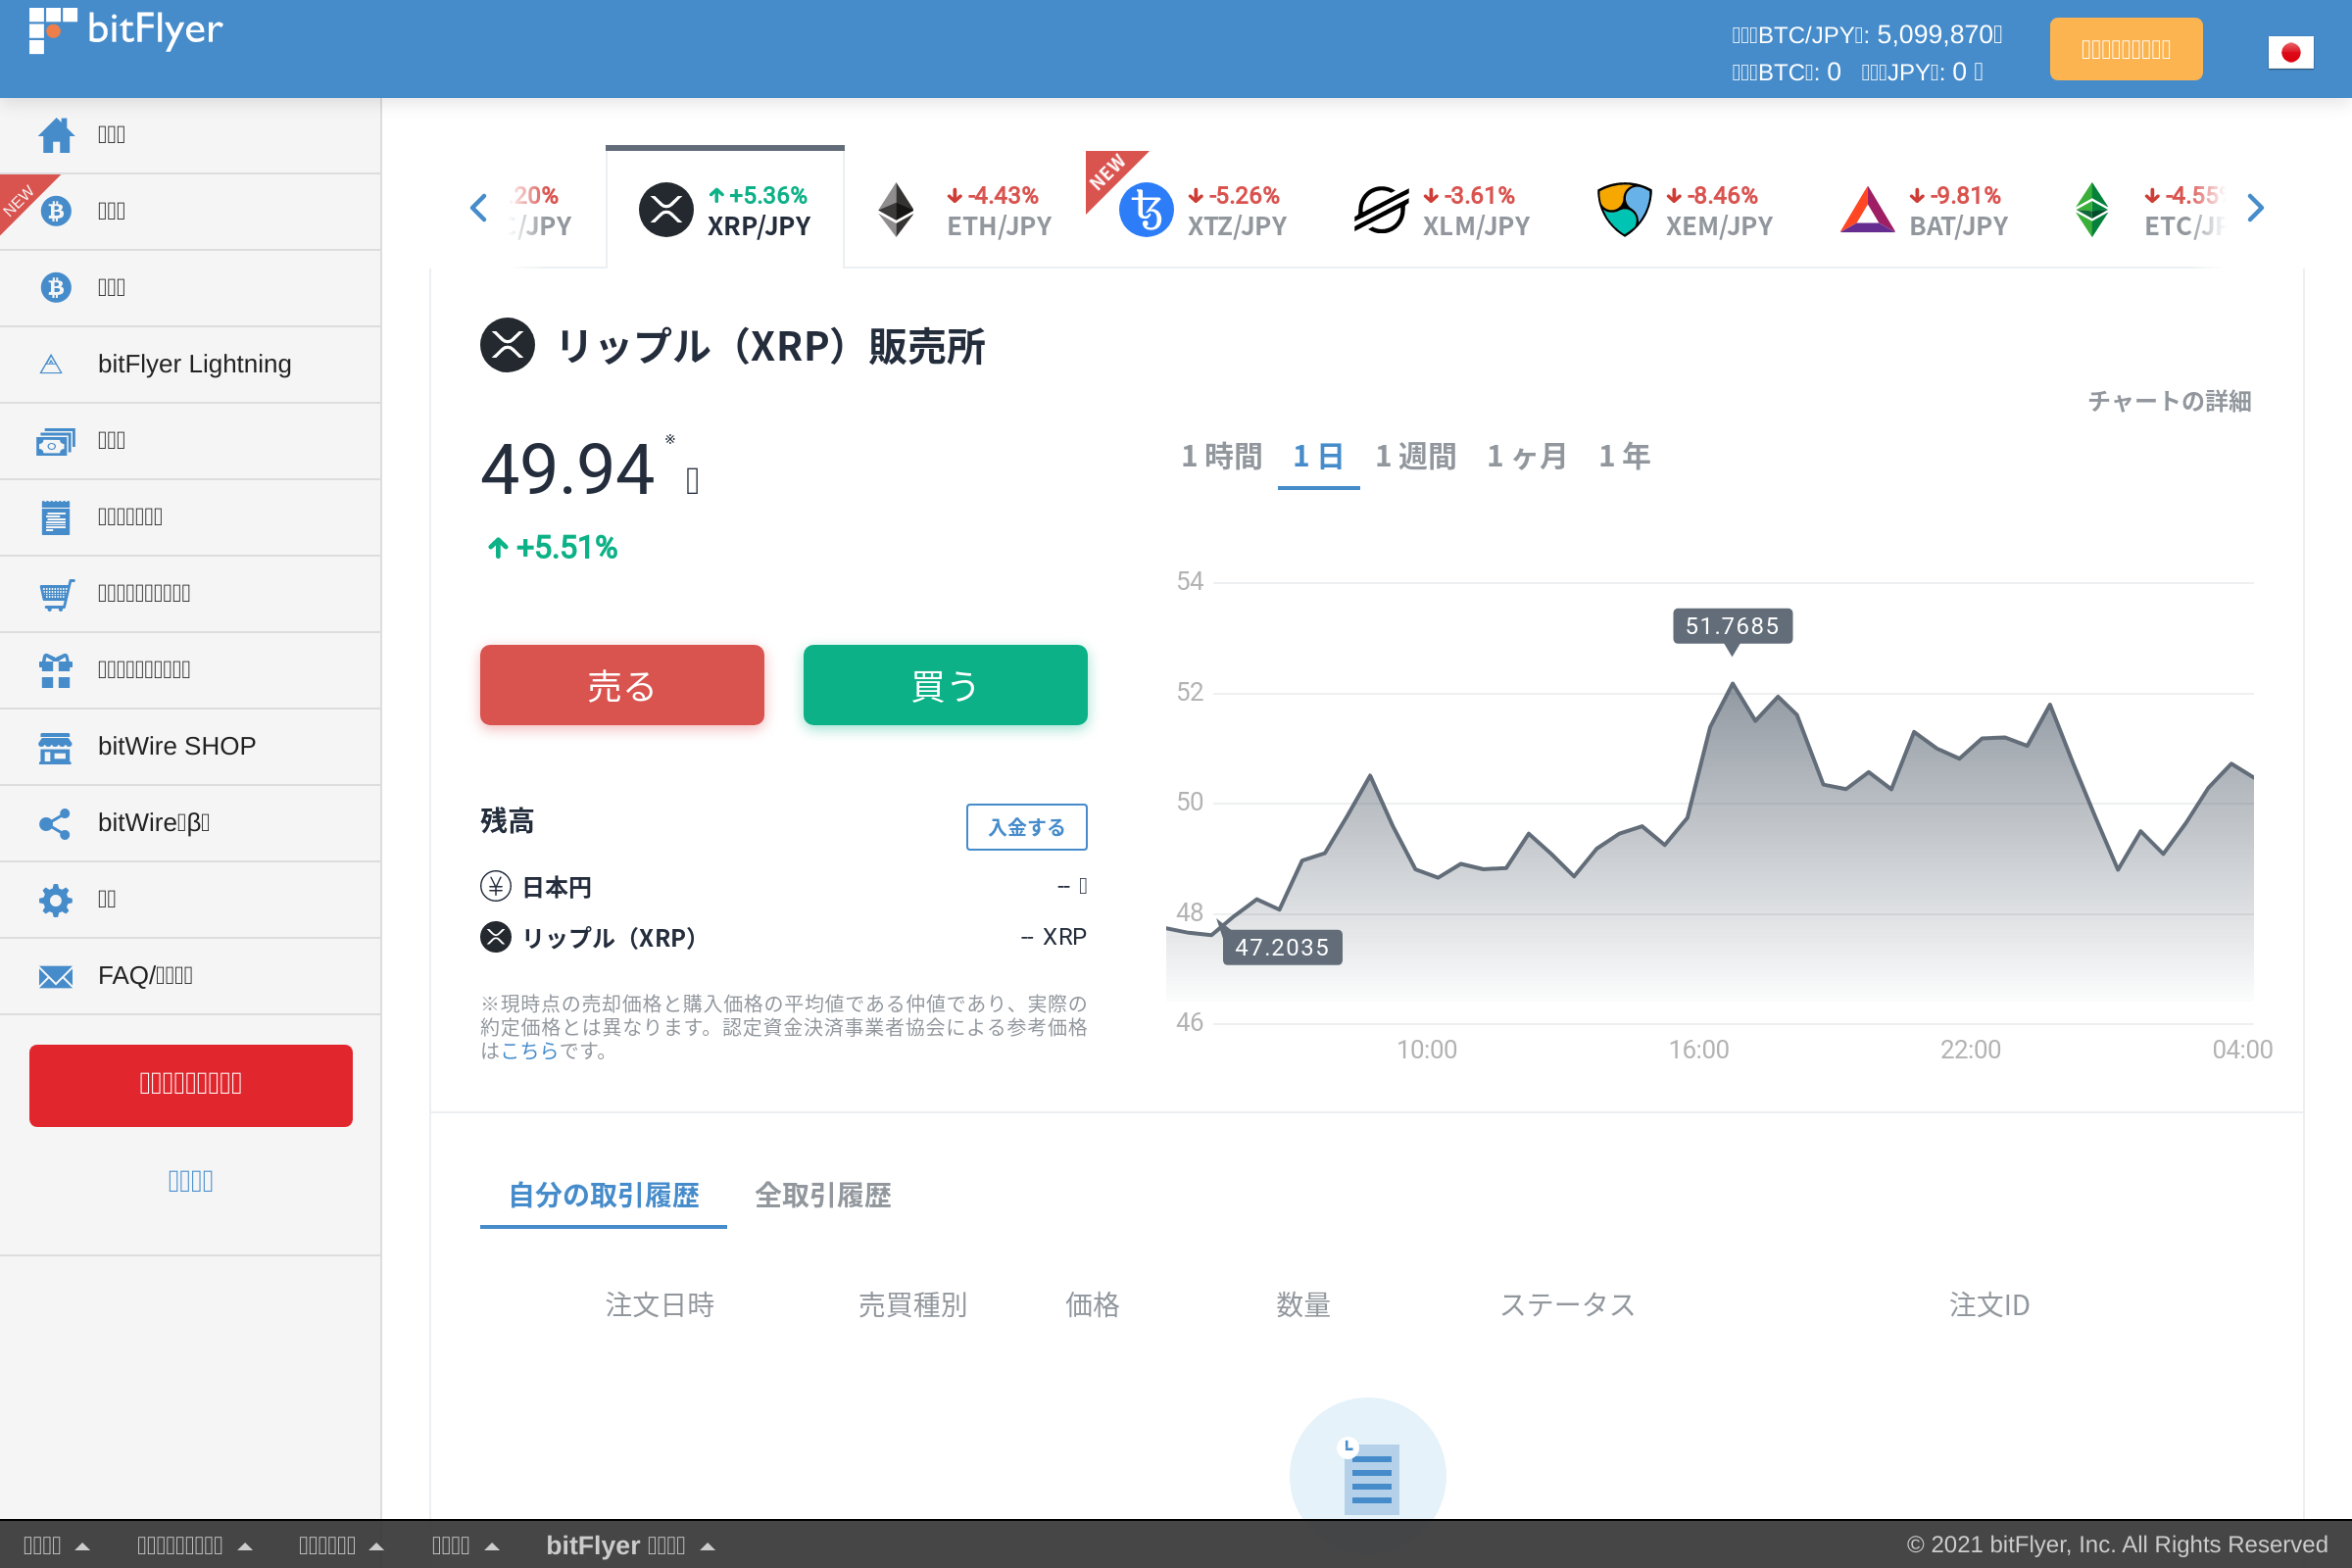 bitFlyer
BTC/JPY: 5,099,870
BTC: 0 JPY: 0
NEW
bitFlyer Lightning
bitWire SHOP
bitWire β
FAQ/
.20%
/JPY
+5.36%
XRP/JPY
-4.43%
ETH/JPY
NEW
-5.26%
XTZ/JPY
-3.61%
XLM/JPY
-8.46%
XEM/JPY
-9.81%
BAT/JPY
-4.55
ETC/
リップル（XRP）販売所
チャートの詳細
49.94 ※
+5.51%
1 時間 1 日 1 週間 1 ヶ月 1 年
売る 買う
残高 入金する
日本円 --
リップル（XRP） -- XRP
※現時点の売却価格と購入価格の平均値である仲値であり、実際の
約定価格とは異なります。認定資金決済事業者協会による参考価格
はこちらです。
54
52
50
48
46
51.7685
47.2035
10:00 16:00 22:00 04:00
自分の取引履歴 全取引履歴
注文日時 売買種別 価格 数量 ステータス 注文ID
bitFlyer
© 2021 bitFlyer, Inc. All Rights Reserved